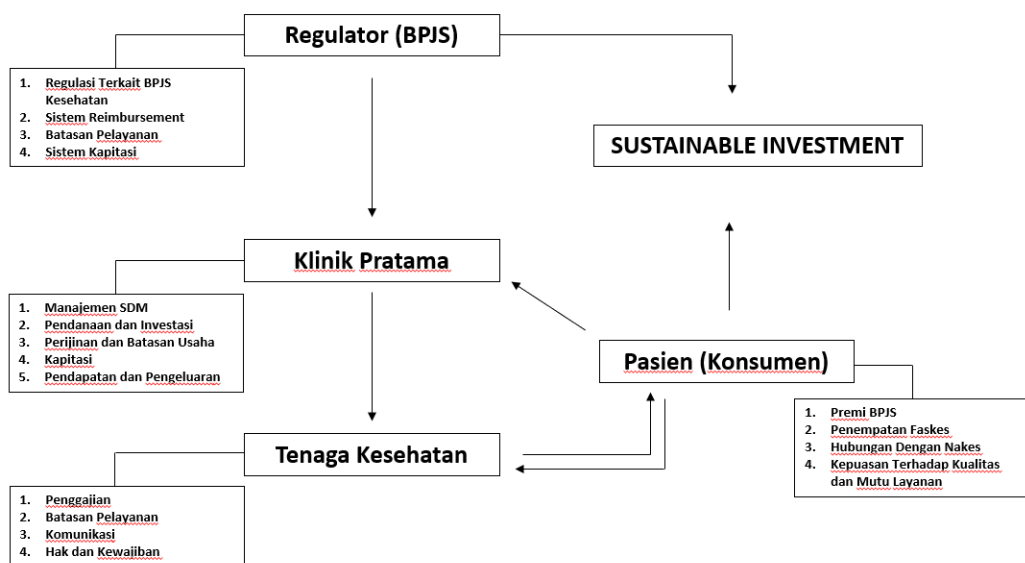 Regulator (BPJS)
1. Regulasi Terkait BPJS
Kesehatan
2. Sistem Reimbursement
3. Batasan Pelayanan
4. Sistem Kapitasi
SUSTAINABLE INVESTMENT
Klinik Pratama
1. Manajemen SDM
2. Pendanaan dan Investasi
3. Perijinan dan Batasan Usaha
4. Kapitasi
5. Pendapatan dan Pengeluaran
Pasien (Konsumen)
1. Premi BPJS
2. Penempatan Faskes
3. Hubungan Dengan Nakes
4. Kepuasan Terhadap Kualitas
dan Mutu Layanan
Tenaga Kesehatan
1. Penggajian
2. Batasan Pelayanan
3. Komunikasi
4. Hak dan Kewajiban